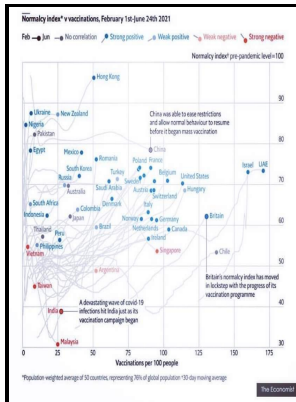 Normalcy index* v vaccinations, February 1st-June 24th 2021
Feb Jun No correlation Strong positive Weak positive Weak negative Strong negative
Normalcy index* pre-pandemic level=100
Hong Kong
90
Ukraine
New Zealand
Nigeria
Pakistan
China was able to ease restrictions
and allow normal behaviour to resume
before it began mass vaccination
80
Egypt
Mexico
China
Romania
Poland
France
South Korea
Turkey
Belgium
Israel
UAE
Russia
Sweden
United States
70
Australia
Saudi Arabia
Austria
Hungary
Switzerland
South Africa
Denmark
Indonesia
Colombia
Italy
Britain
Japan
Norway
Germany
60
Thailand
Peru
Brazil
Netherlands
Canada
Vietnam
Philippines
Ireland
Singapore
Chile
50
Argentina
Britain's normalcy index has moved
in lockstep with the progress of its
vaccination programme
Taiwan
A devastating wave of covid-19
infections hit India just as its
vaccination campaign began
40
India
Malaysia
30
0 25 50 75 100 125 150 175
Vaccinations per 100 people
*Population weighted average of 50 countries, representing 76% of global population *30-day moving average
The Economist